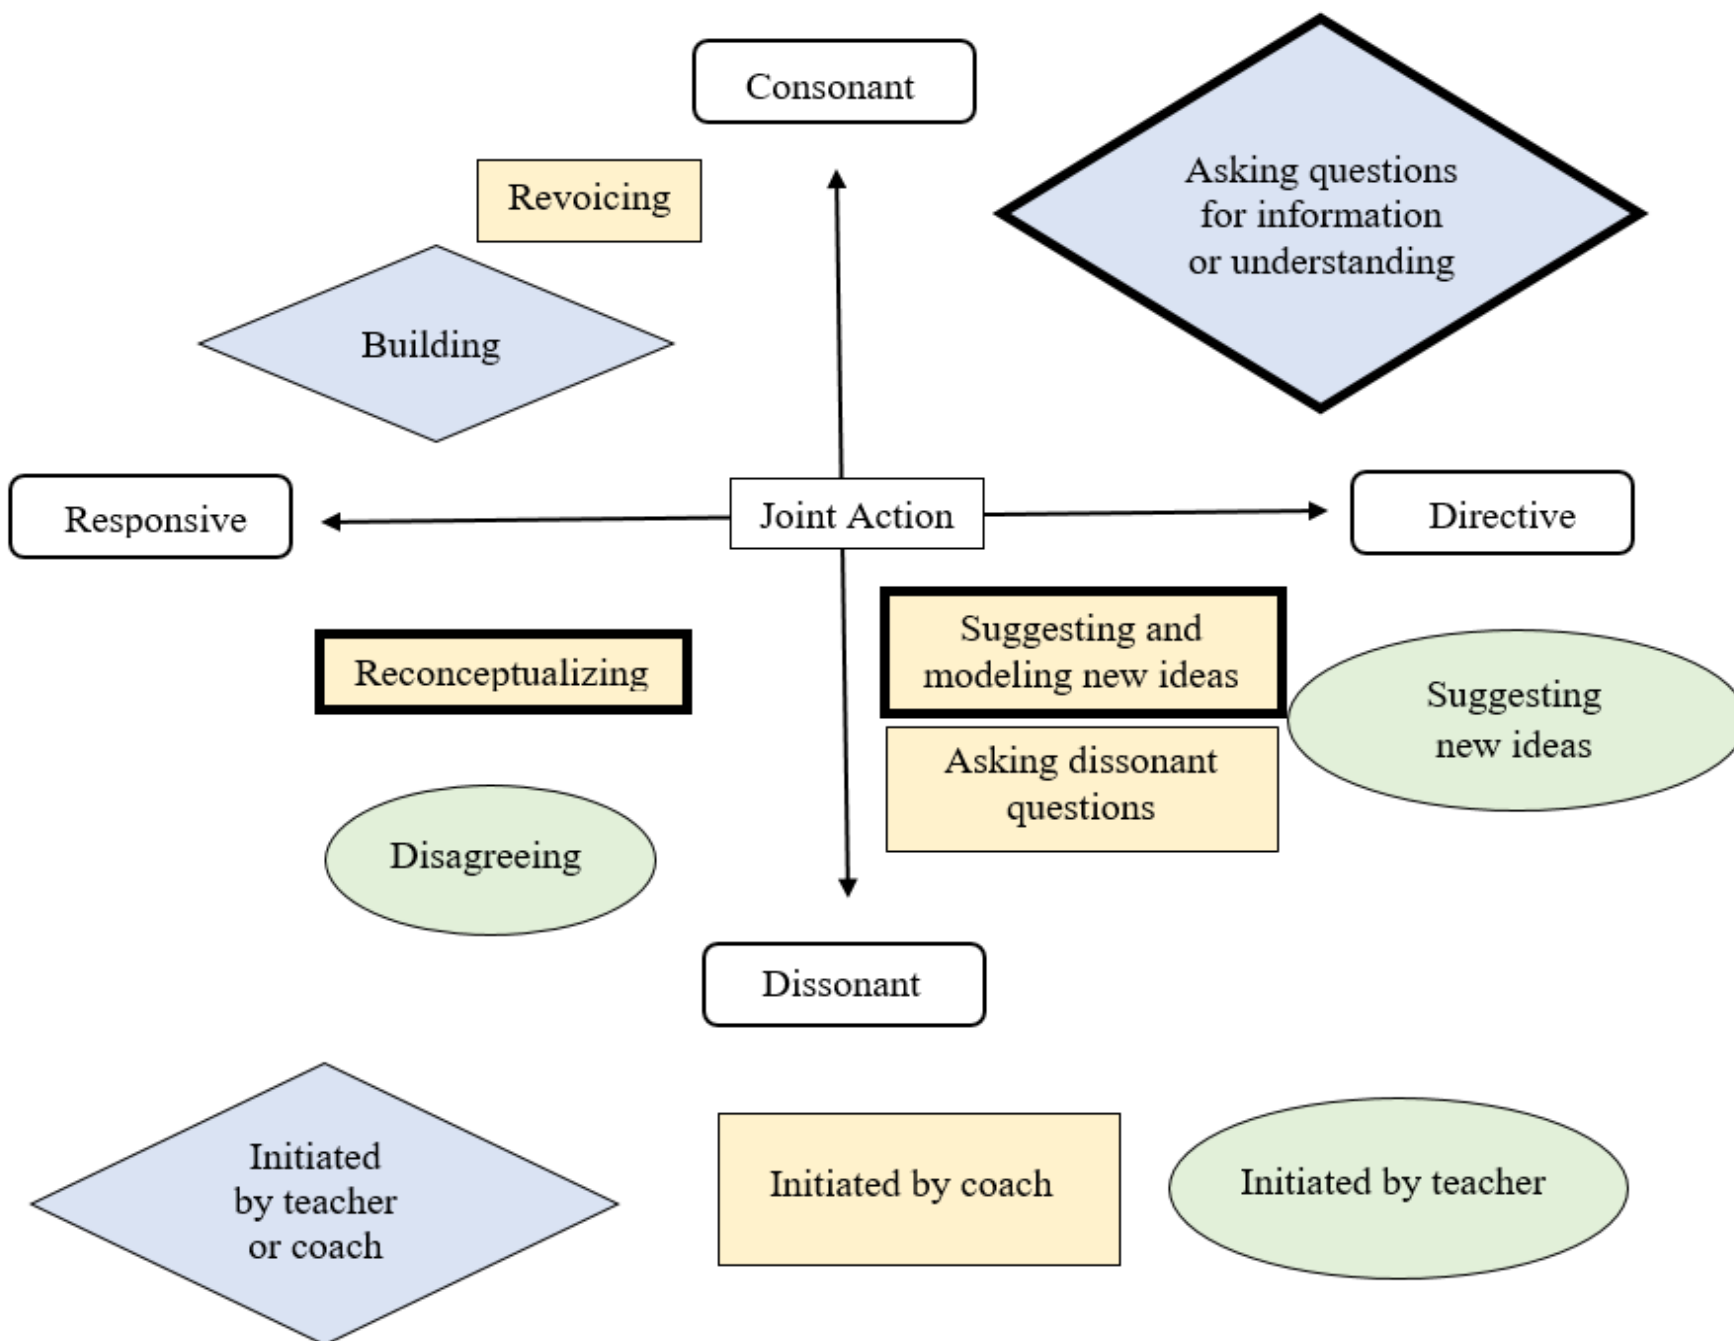 Consonant
Asking questions
for information
or understanding
Revoicing
Building
Responsive
Joint Action
Directive
Reconceptualizing
Suggesting and
modeling new ideas
Suggesting
new ideas
Asking dissonant
questions
Disagreeing
Dissonant
Initiated
by teacher
or coach
Initiated by coach
Initiated by teacher